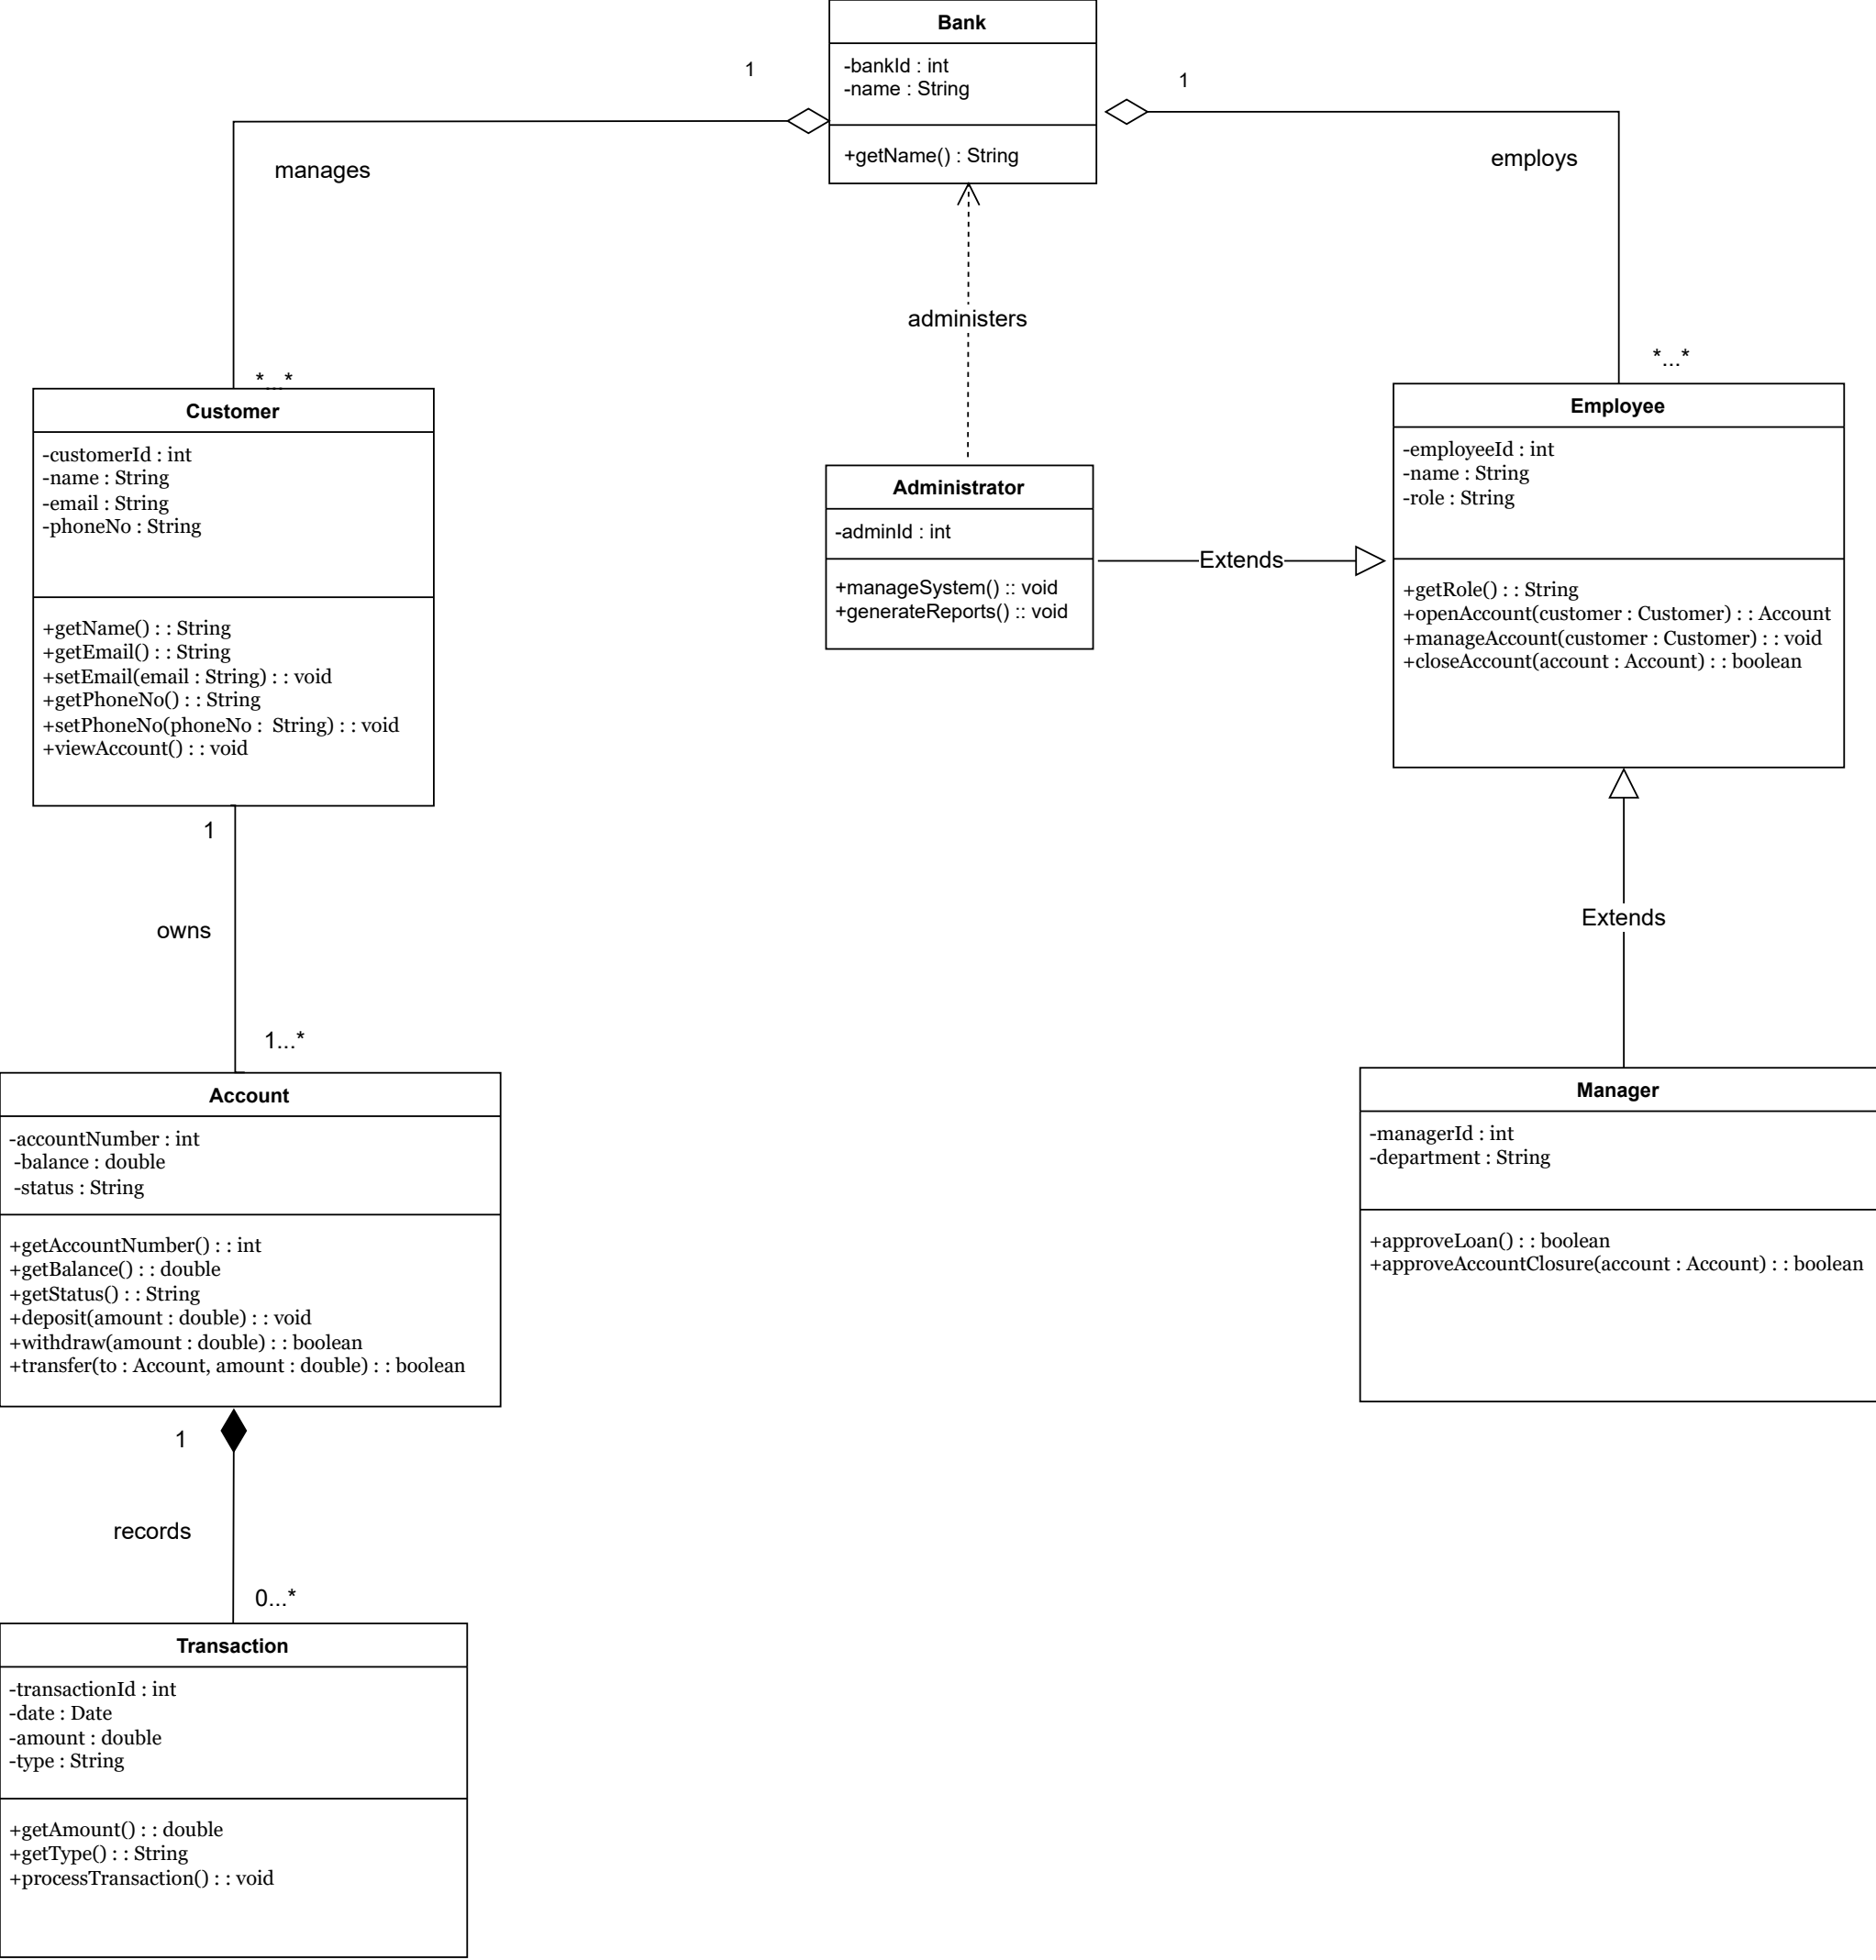 Bank
-bankId : int
-name : String
+getName() : String
1
1
manages
employs
administers
*...*
*...*
Customer
-customerId : int
-name : String
-email : String
-phoneNo : String
+getName() : : String
+getEmail() : : String
+setEmail(email : String) : : void
+getPhoneNo() : : String
+setPhoneNo(phoneNo :  String) : : void
+viewAccount() : : void
Administrator
-adminId : int
+manageSystem() :: void
+generateReports() :: void
Extends
Employee
-employeeId : int
-name : String
-role : String
+getRole() : : String
+openAccount(customer : Customer) : : Account
+manageAccount(customer : Customer) : : void
+closeAccount(account : Account) : : boolean
1
owns
1...*
Extends
Account
-accountNumber : int
-balance : double
-status : String
+getAccountNumber() : : int
+getBalance() : : double
+getStatus() : : String
+deposit(amount : double) : : void
+withdraw(amount : double) : : boolean
+transfer(to : Account, amount : double) : : boolean
Manager
-managerId : int
-department : String
+approveLoan() : : boolean
+approveAccountClosure(account : Account) : : boolean
1
records
0...*
Transaction
-transactionId : int
-date : Date
-amount : double
-type : String
+getAmount() : : double
+getType() : : String
+processTransaction() : : void